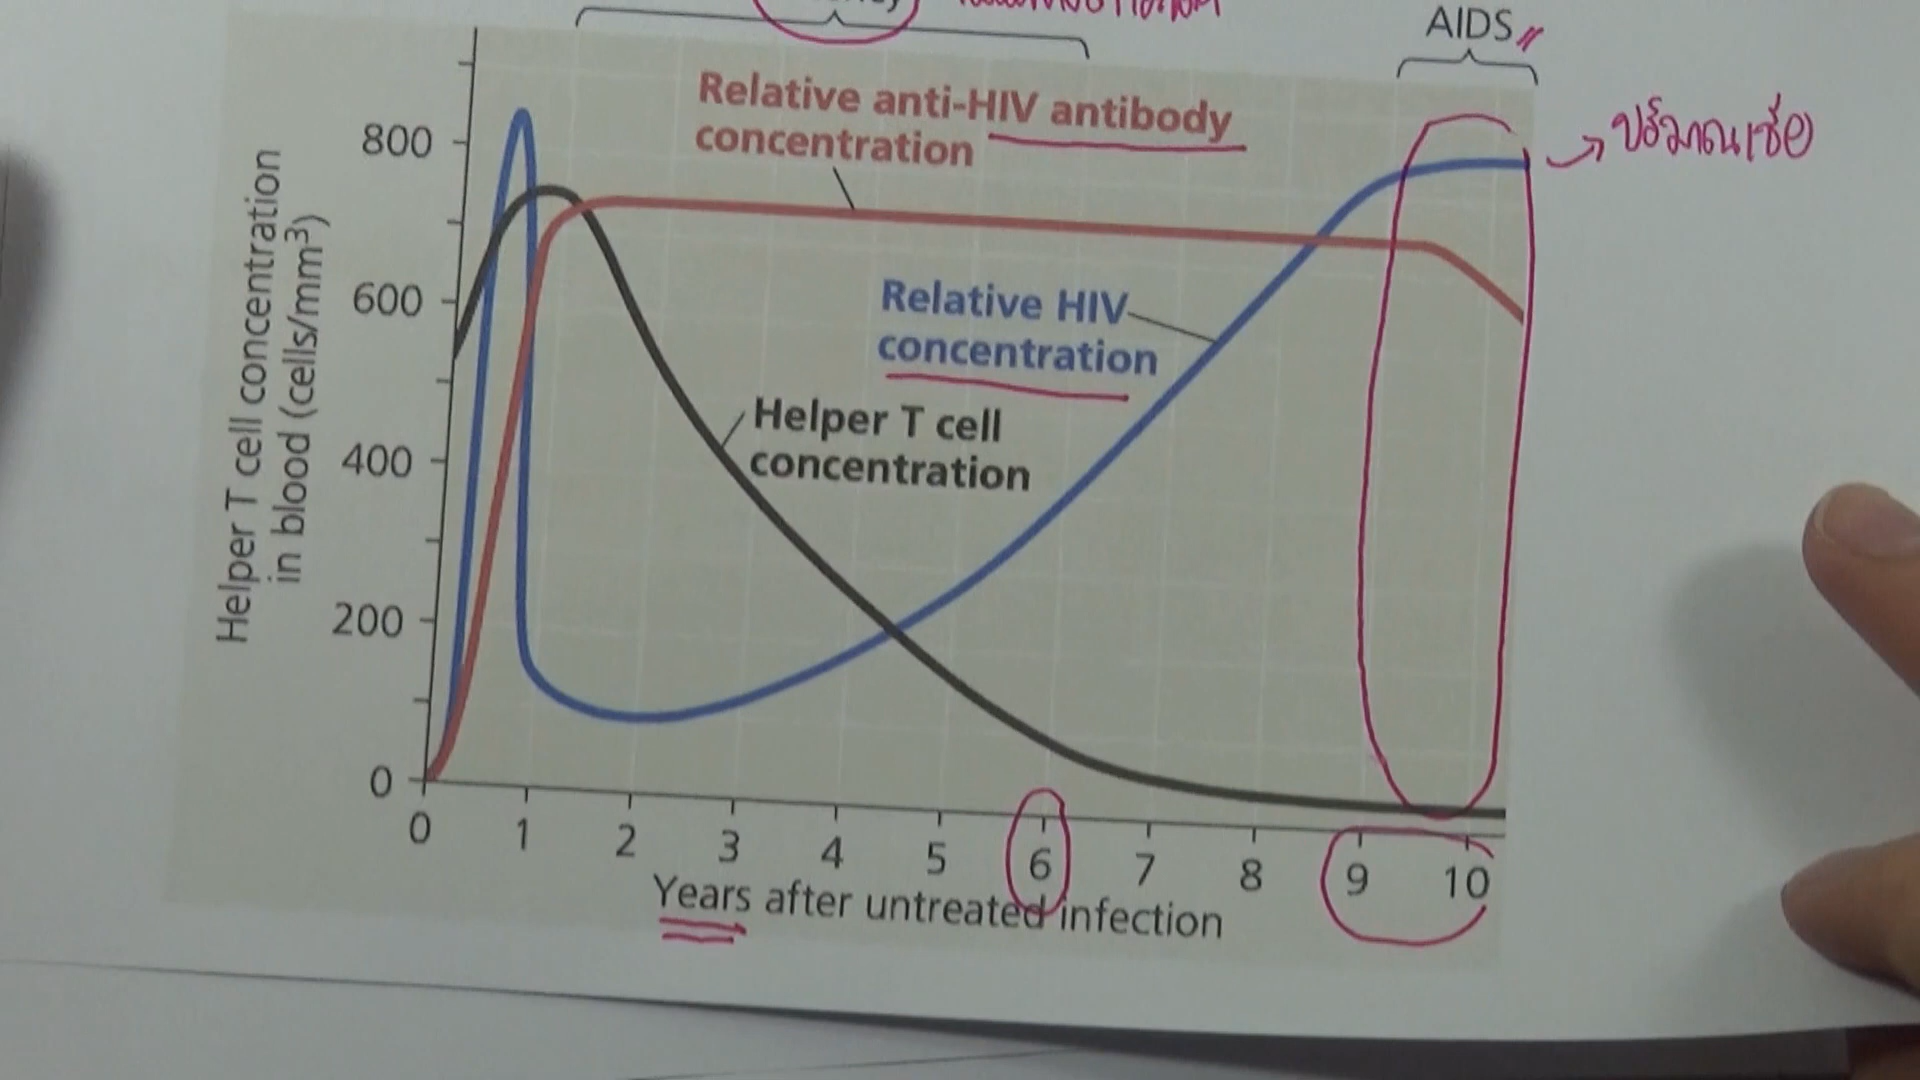 AIDS
Relative anti-HIV antibody
concentration
ปริมาณเชื้อ
Relative HIV
concentration
Helper T cell
concentration
Helper T cell concentration
in blood (cells/mm³)
800
600
400
200
0
0 1 2 3 4 5 6 7 8 9 10
Years after untreated infection